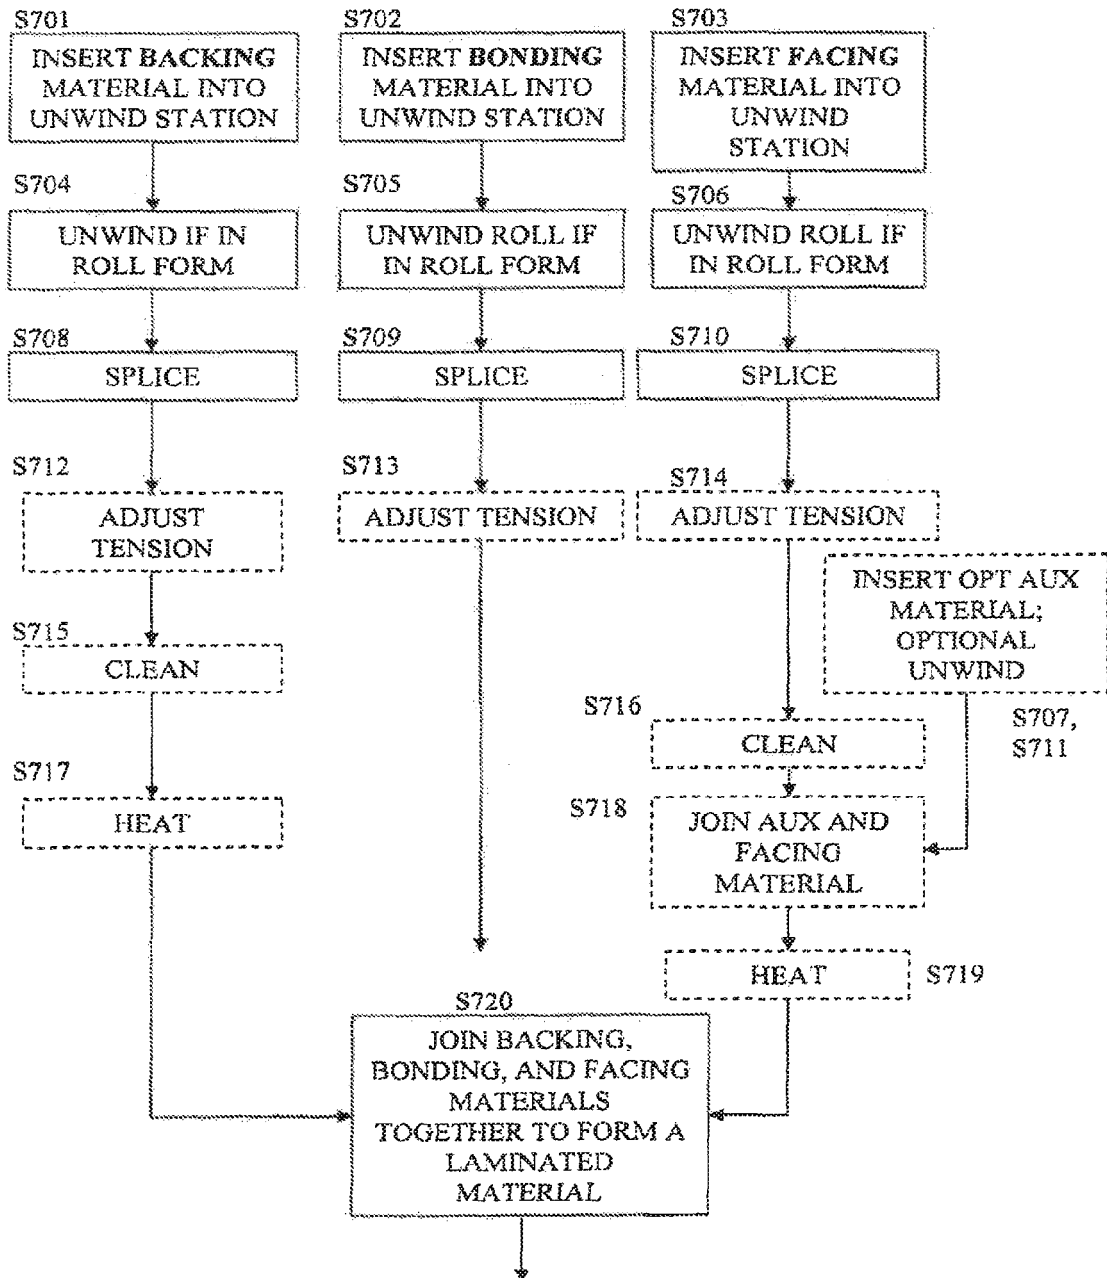 S701
INSERT BACKING
MATERIAL INTO
UNWIND STATION
S702
INSERT BONDING
MATERIAL INTO
UNWIND STATION
S703
INSERT FACING
MATERIAL INTO
UNWIND
STATION
S704
UNWIND IF IN
ROLL FORM
S705
UNWIND ROLL IF
IN ROLL FORM
S706
UNWIND ROLL IF
IN ROLL FORM
S708
SPLICE
S709
SPLICE
S710
SPLICE
S712
ADJUST
TENSION
S713
ADJUST TENSION
S714
ADJUST TENSION
INSERT OPT AUX
MATERIAL;
OPTIONAL
UNWIND
S707,
S711
S715
CLEAN
S716
CLEAN
S717
HEAT
S718
JOIN AUX AND
FACING
MATERIAL
HEAT
S719
S720
JOIN BACKING,
BONDING, AND FACING
MATERIALS
TOGETHER TO FORM A
LAMINATED
MATERIAL